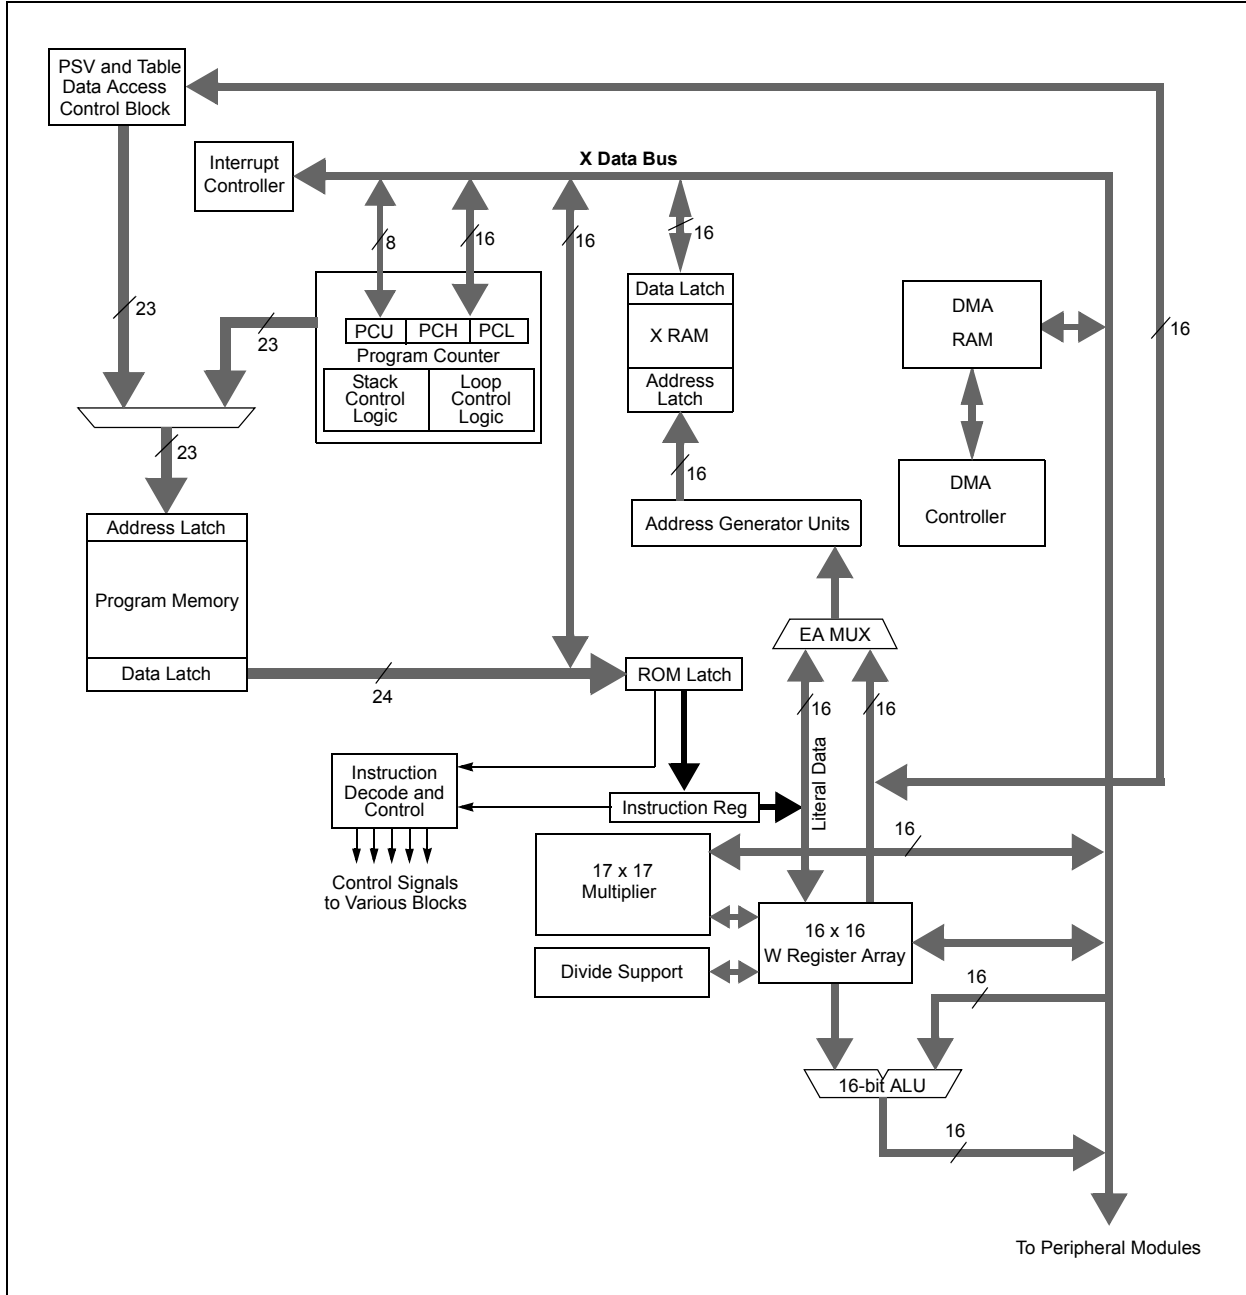 PSV and Table
Data Access
Control Block
Interrupt
Controller
X Data Bus
8
16
16
16
23
23
16
PCU
PCH
PCL
Program Counter
Stack
Control
Logic
Loop
Control
Logic
Data Latch
X RAM
Address
Latch
DMA
RAM
23
16
DMA
Controller
Address Generator Units
Address Latch
Program Memory
Data Latch
24
EA MUX
ROM Latch
16
16
Literal Data
Instruction
Decode and
Control
Instruction Reg
Control Signals
to Various Blocks
17 x 17
Multiplier
16
16 x 16
W Register Array
Divide Support
16
16-bit ALU
16
To Peripheral Modules